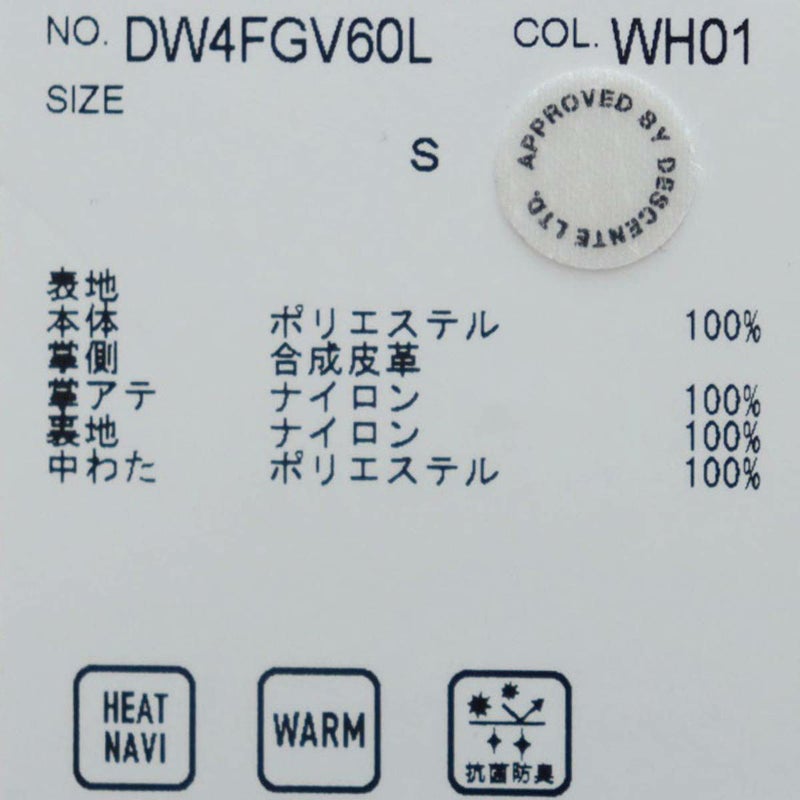 NO. DW4FGV60L COL. WH01
SIZE
S
APPROVED BY DESCENTE LTD.
表地
本体 ポリエステル 100%
掌側 合成皮革
掌アテ ナイロン 100%
裏地 ナイロン 100%
中わた ポリエステル 100%
HEAT
NAVI
WARM
抗菌防臭